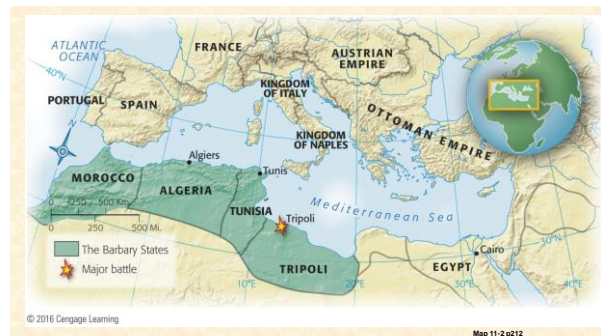 ATLANTIC
OCEAN
40°N
FRANCE
AUSTRIAN
EMPIRE
PORTUGAL
SPAIN
KINGDOM
OF ITALY
OTTOMAN EMPIRE
KINGDOM
OF NAPLES
N
Algiers
Tunis
MOROCCO
ALGERIA
TUNISIA
Tripoli
Mediterranean Sea
0 250 500 Km.
0 250 500 Mi.
The Barbary States
Major battle
TRIPOLI
EGYPT
Cairo
30°N
10°E
20°E
30°E
40°E
© 2016 Cengage Learning
Map 11-2 p212